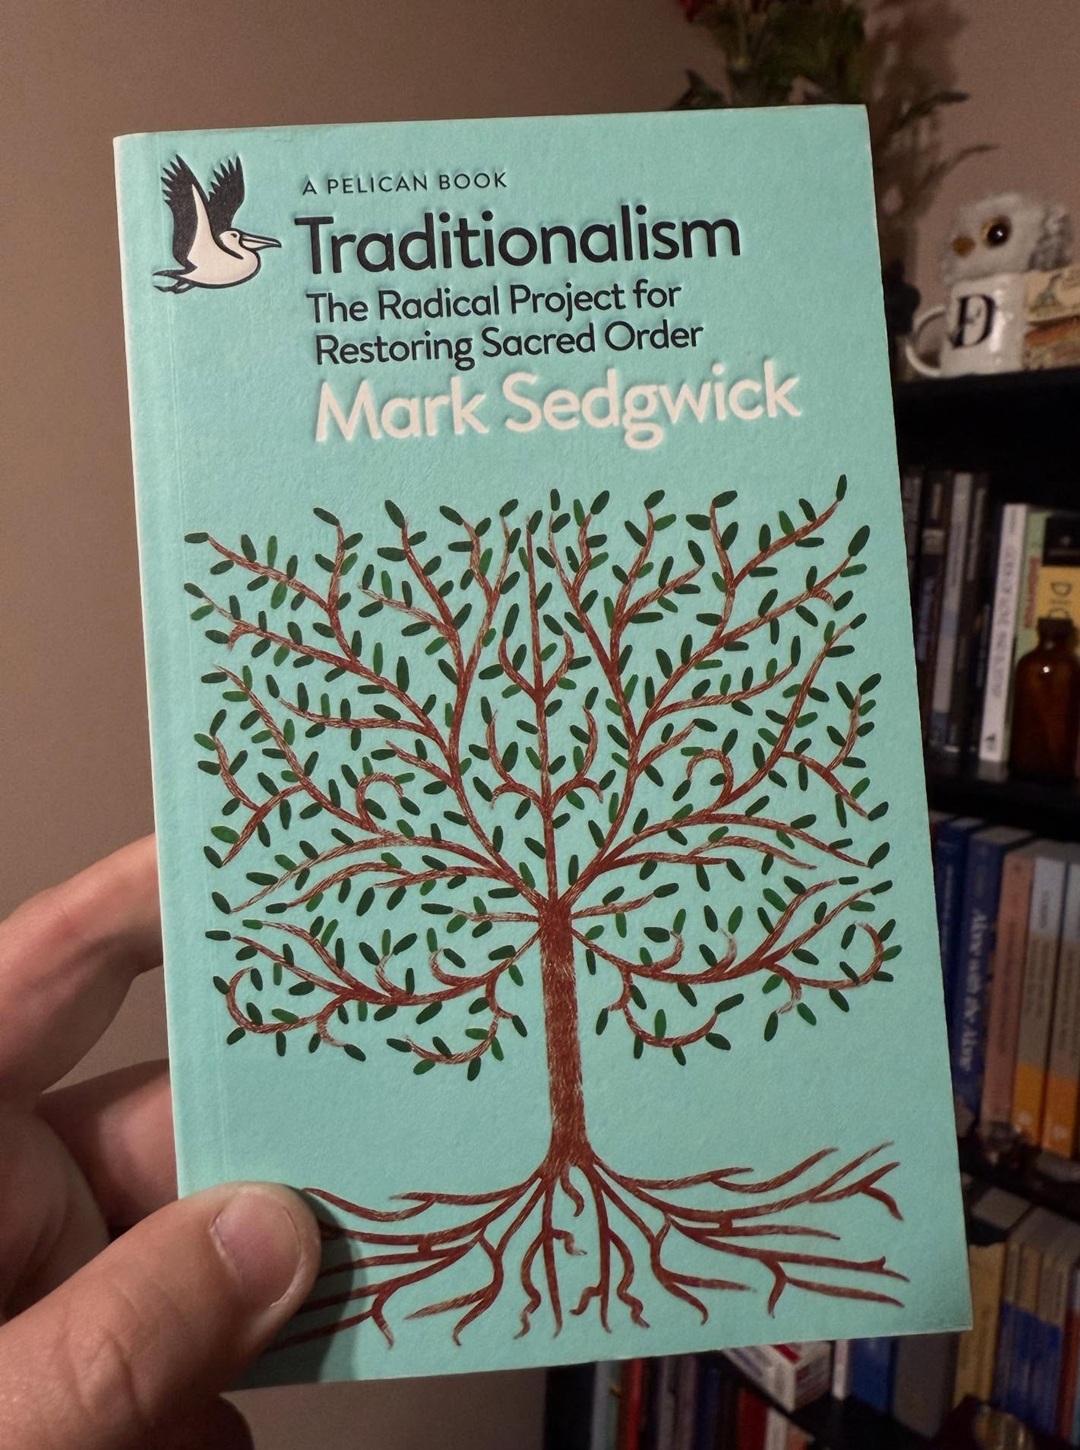 A PELICAN BOOK
Traditionalism
The Radical Project for
Restoring Sacred Order
Mark Sedgwick
D